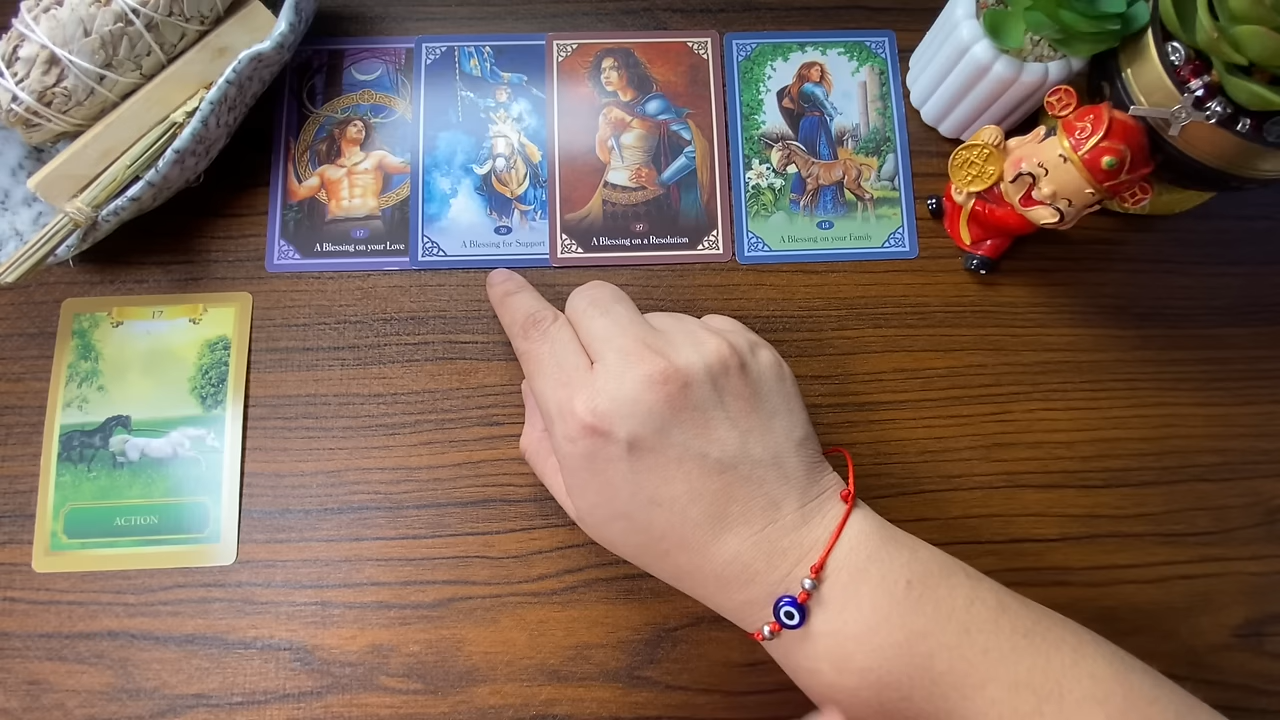 17
A Blessing on your Love
39
A Blessing for Support
27
A Blessing on a Resolution
15
A Blessing on your Family
17
ACTION